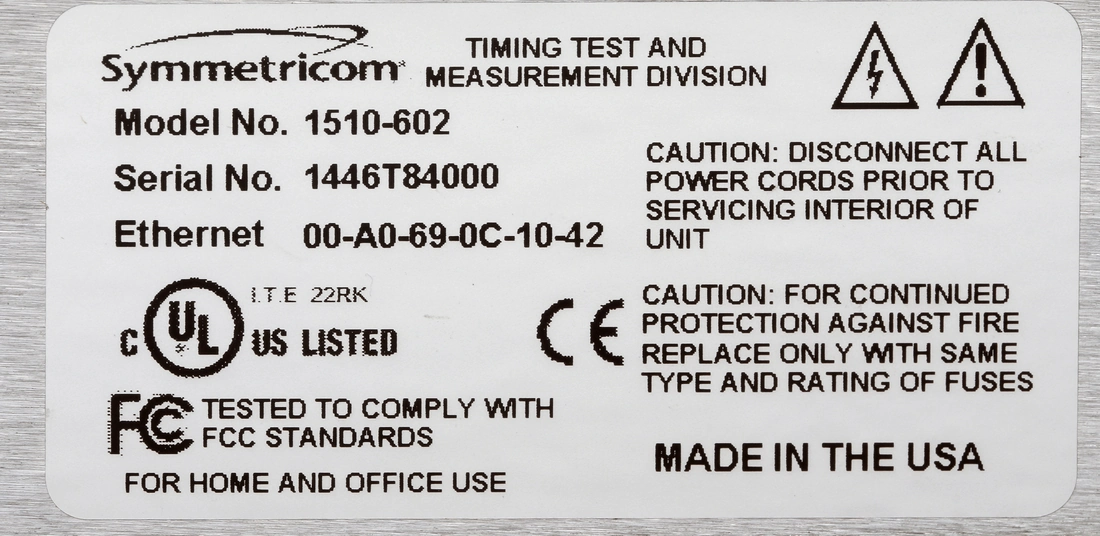 Symmetricom
TIMING TEST AND
MEASUREMENT DIVISION
Model No. 1510-602
Serial No. 1446T84000
Ethernet 00-A0-69-0C-10-42
CAUTION: DISCONNECT ALL
POWER CORDS PRIOR TO
SERVICING INTERIOR OF
UNIT
I.T.E 22RK
C UL US LISTED
CE
CAUTION: FOR CONTINUED
PROTECTION AGAINST FIRE
REPLACE ONLY WITH SAME
TYPE AND RATING OF FUSES
FC TESTED TO COMPLY WITH
FCC STANDARDS
FOR HOME AND OFFICE USE
MADE IN THE USA